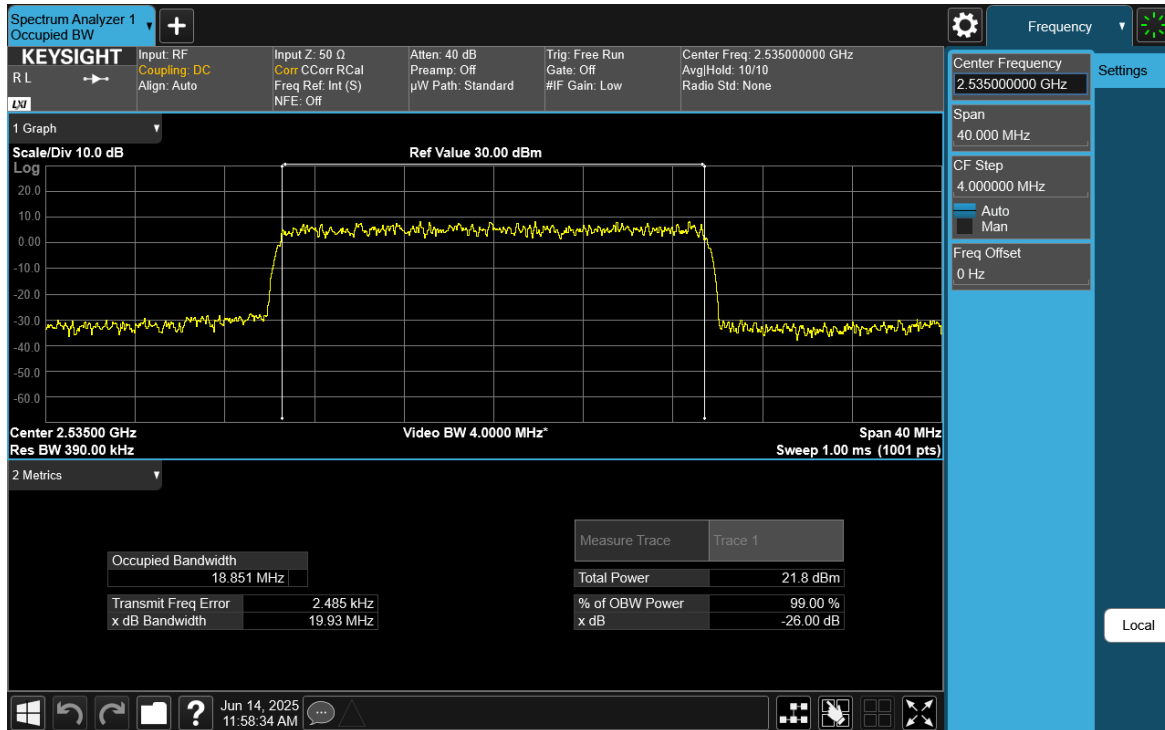 Spectrum Analyzer 1
Occupied BW
Frequency
KEYSIGHT
R L
LXI
Input: RF
Coupling: DC
Align: Auto
Input Z: 50 Ω
Corr CCorr RCal
Freq Ref: Int (S)
NFE: Off
Atten: 40 dB
Preamp: Off
µW Path: Standard
Trig: Free Run
Gate: Off
#IF Gain: Low
Center Freq: 2.535000000 GHz
Avg|Hold: 10/10
Radio Std: None
Center Frequency
2.535000000 GHz
Settings
Span
40.000 MHz
CF Step
4.000000 MHz
Auto
Man
Freq Offset
0 Hz
Local
1 Graph
Scale/Div 10.0 dB
Ref Value 30.00 dBm
Log
20.0
10.0
0.00
-10.0
-20.0
-30.0
-40.0
-50.0
-60.0
Center 2.53500 GHz
Video BW 4.0000 MHz*
Span 40 MHz
Res BW 390.00 kHz
Sweep 1.00 ms (1001 pts)
2 Metrics
Measure Trace Trace 1
Occupied Bandwidth
18.851 MHz
Total Power 21.8 dBm
Transmit Freq Error 2.485 kHz
% of OBW Power 99.00 %
x dB Bandwidth 19.93 MHz
x dB -26.00 dB
?
Jun 14, 2025
11:58:34 AM